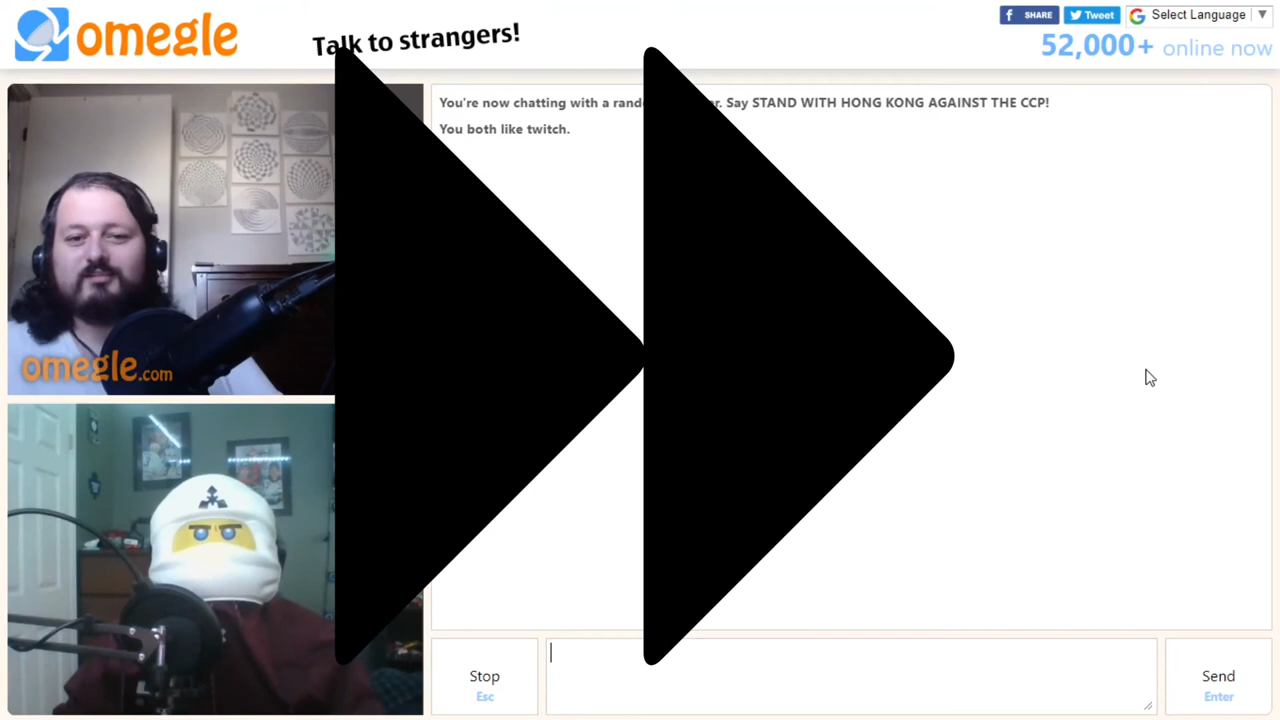 omegle
Talk to strangers!
SHARE
Tweet
Select Language
52,000+ online now
You're now chatting with a r. Say STAND WITH HONG KONG AGAINST THE CCP!
You both like twitch.
omegle.com
Stop
Esc
Send
Enter